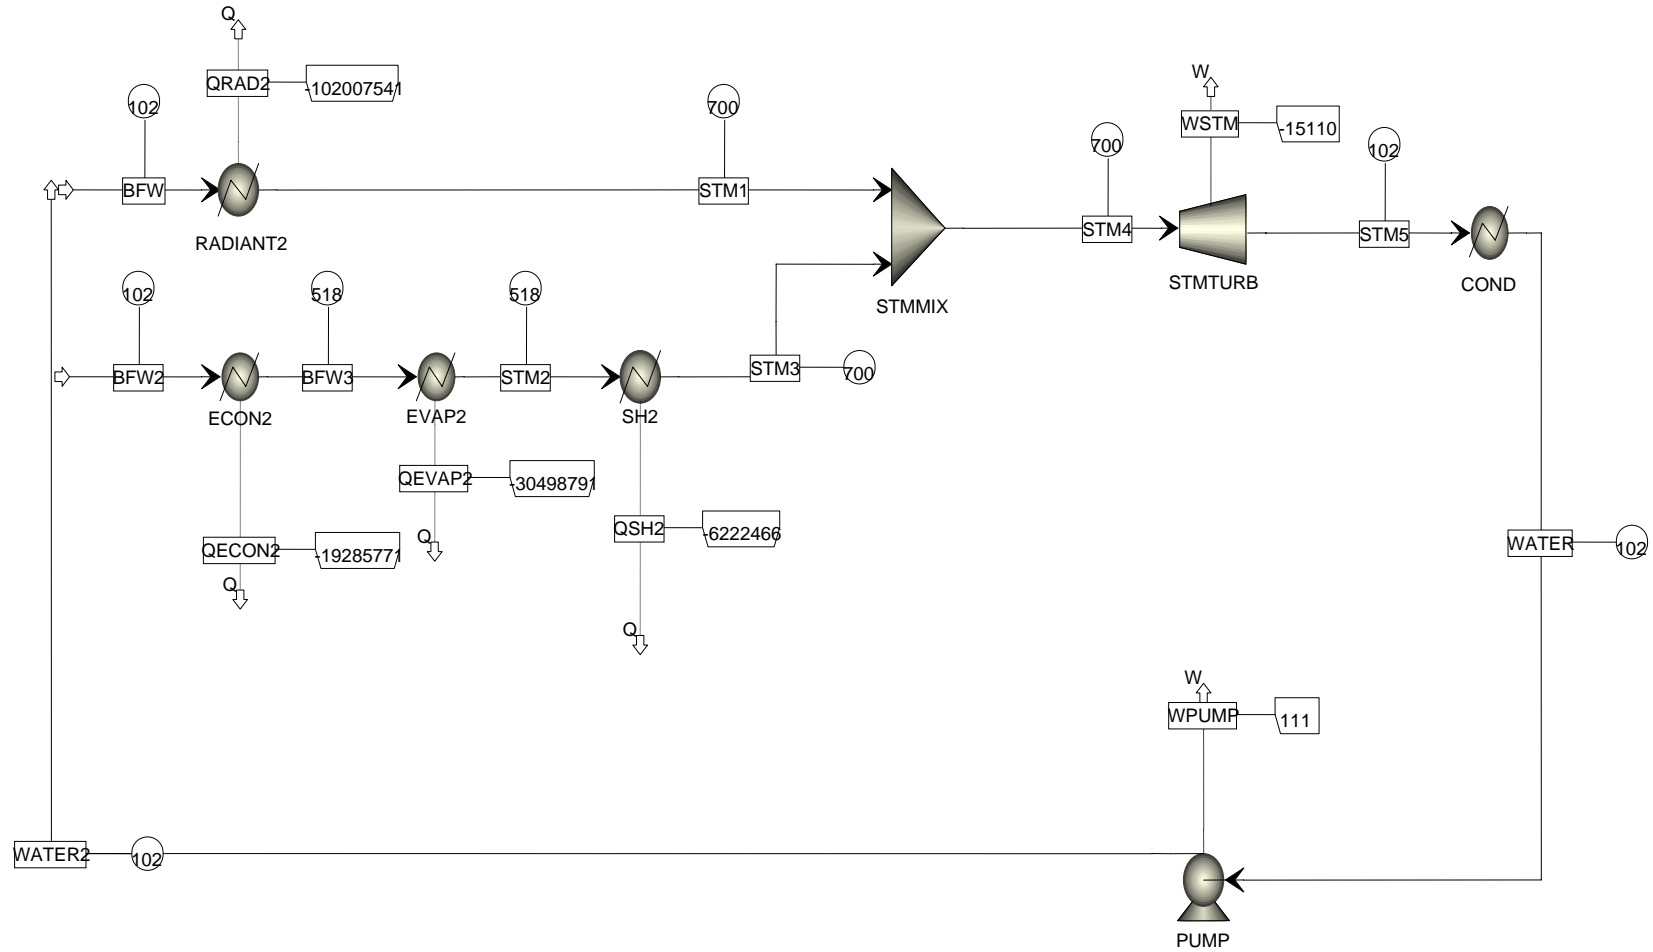 Q
QRAD2
-102007541
W
102
700
WSTM
-15110
700
102
BFW
STM1
STM4
STM5
RADIANT2
STMTURB
COND
102
518
518
STMMIX
BFW2
BFW3
STM2
STM3
700
ECON2
EVAP2
SH2
QEVAP2
-30498791
QSH2
-6222466
Q
QECON2
-19285771
WATER
102
Q
Q
W
WPUMP
111
WATER2
102
PUMP